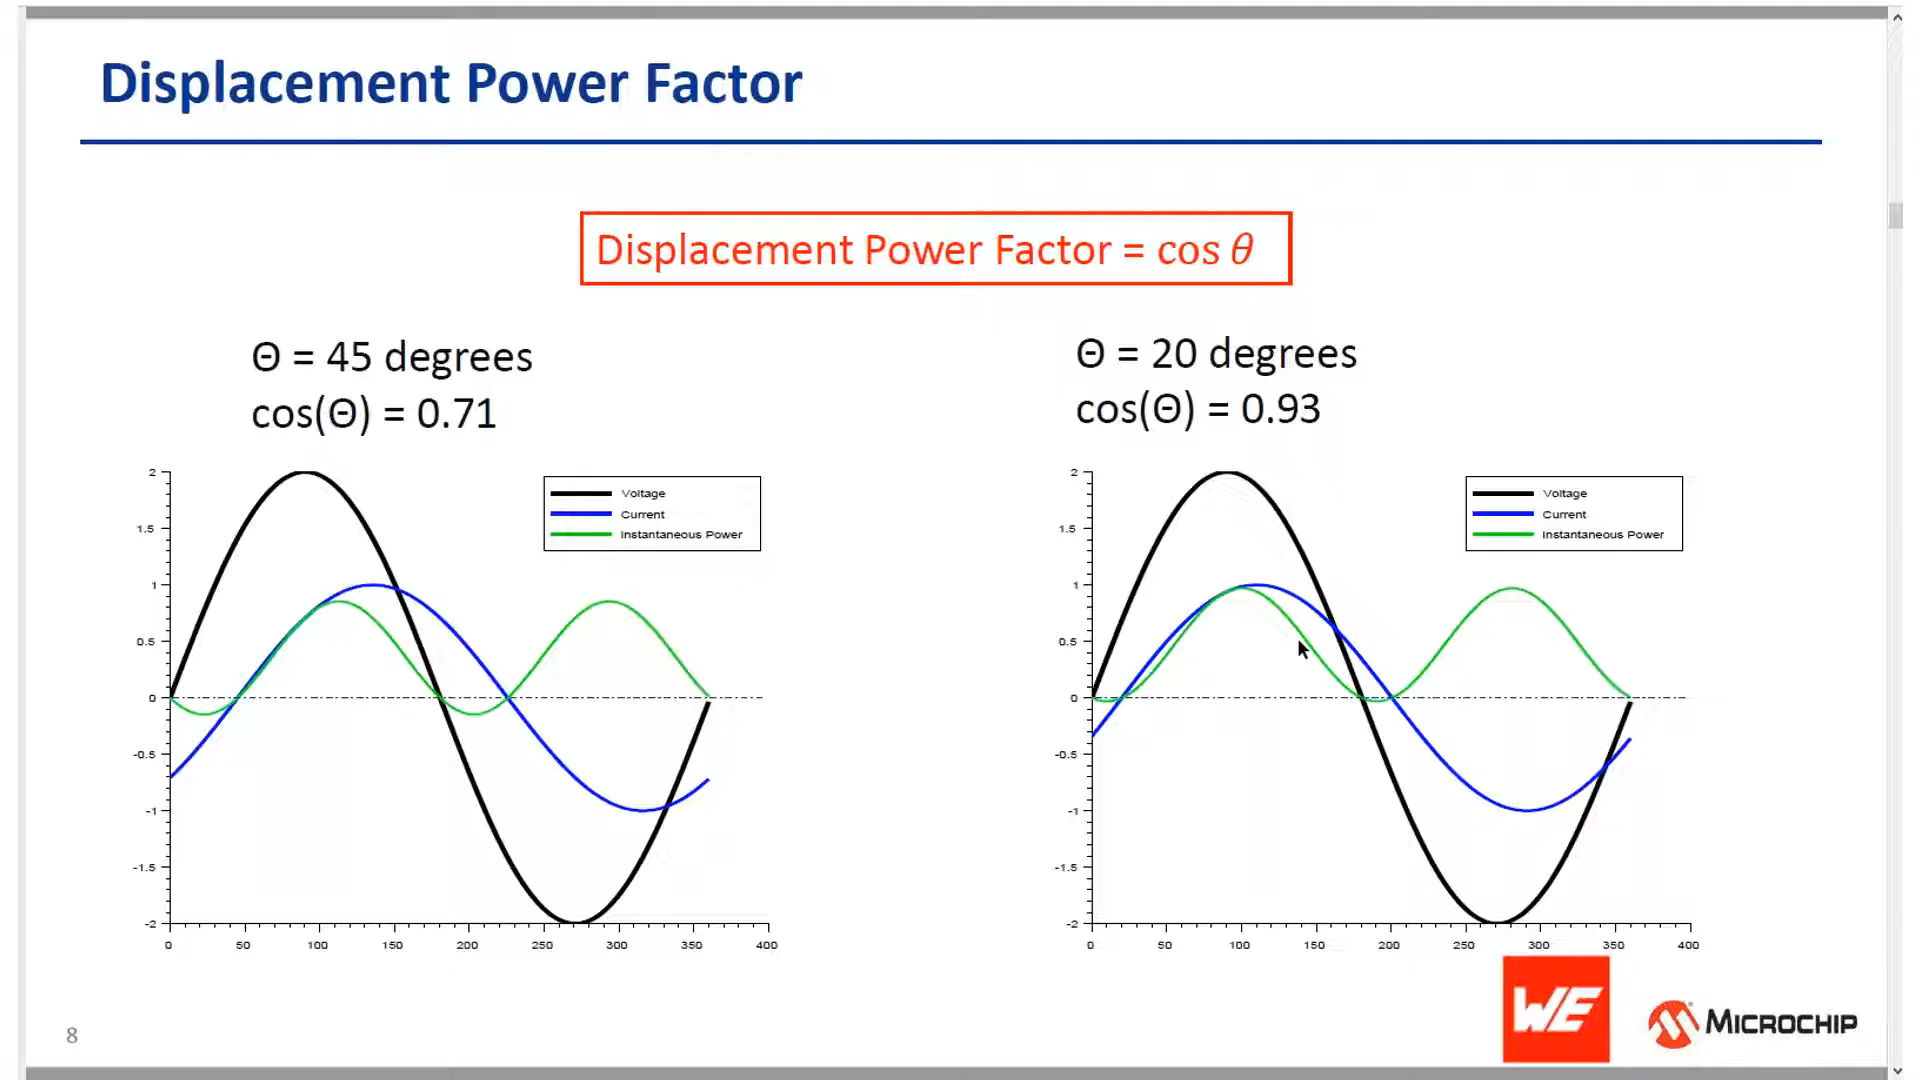 Displacement Power Factor
Displacement Power Factor = cos θ
Θ = 45 degrees
cos(Θ) = 0.71
Θ = 20 degrees
cos(Θ) = 0.93
2
1.5
1
0.5
0
-0.5
-1
-1.5
-2
0 50 100 150 200 250 300 350 400
Voltage
Current
Instantaneous Power
2
1.5
1
0.5
0
-0.5
-1
-1.5
-2
0 50 100 150 200 250 300 350 400
Voltage
Current
Instantaneous Power
8
WE
MICROCHIP